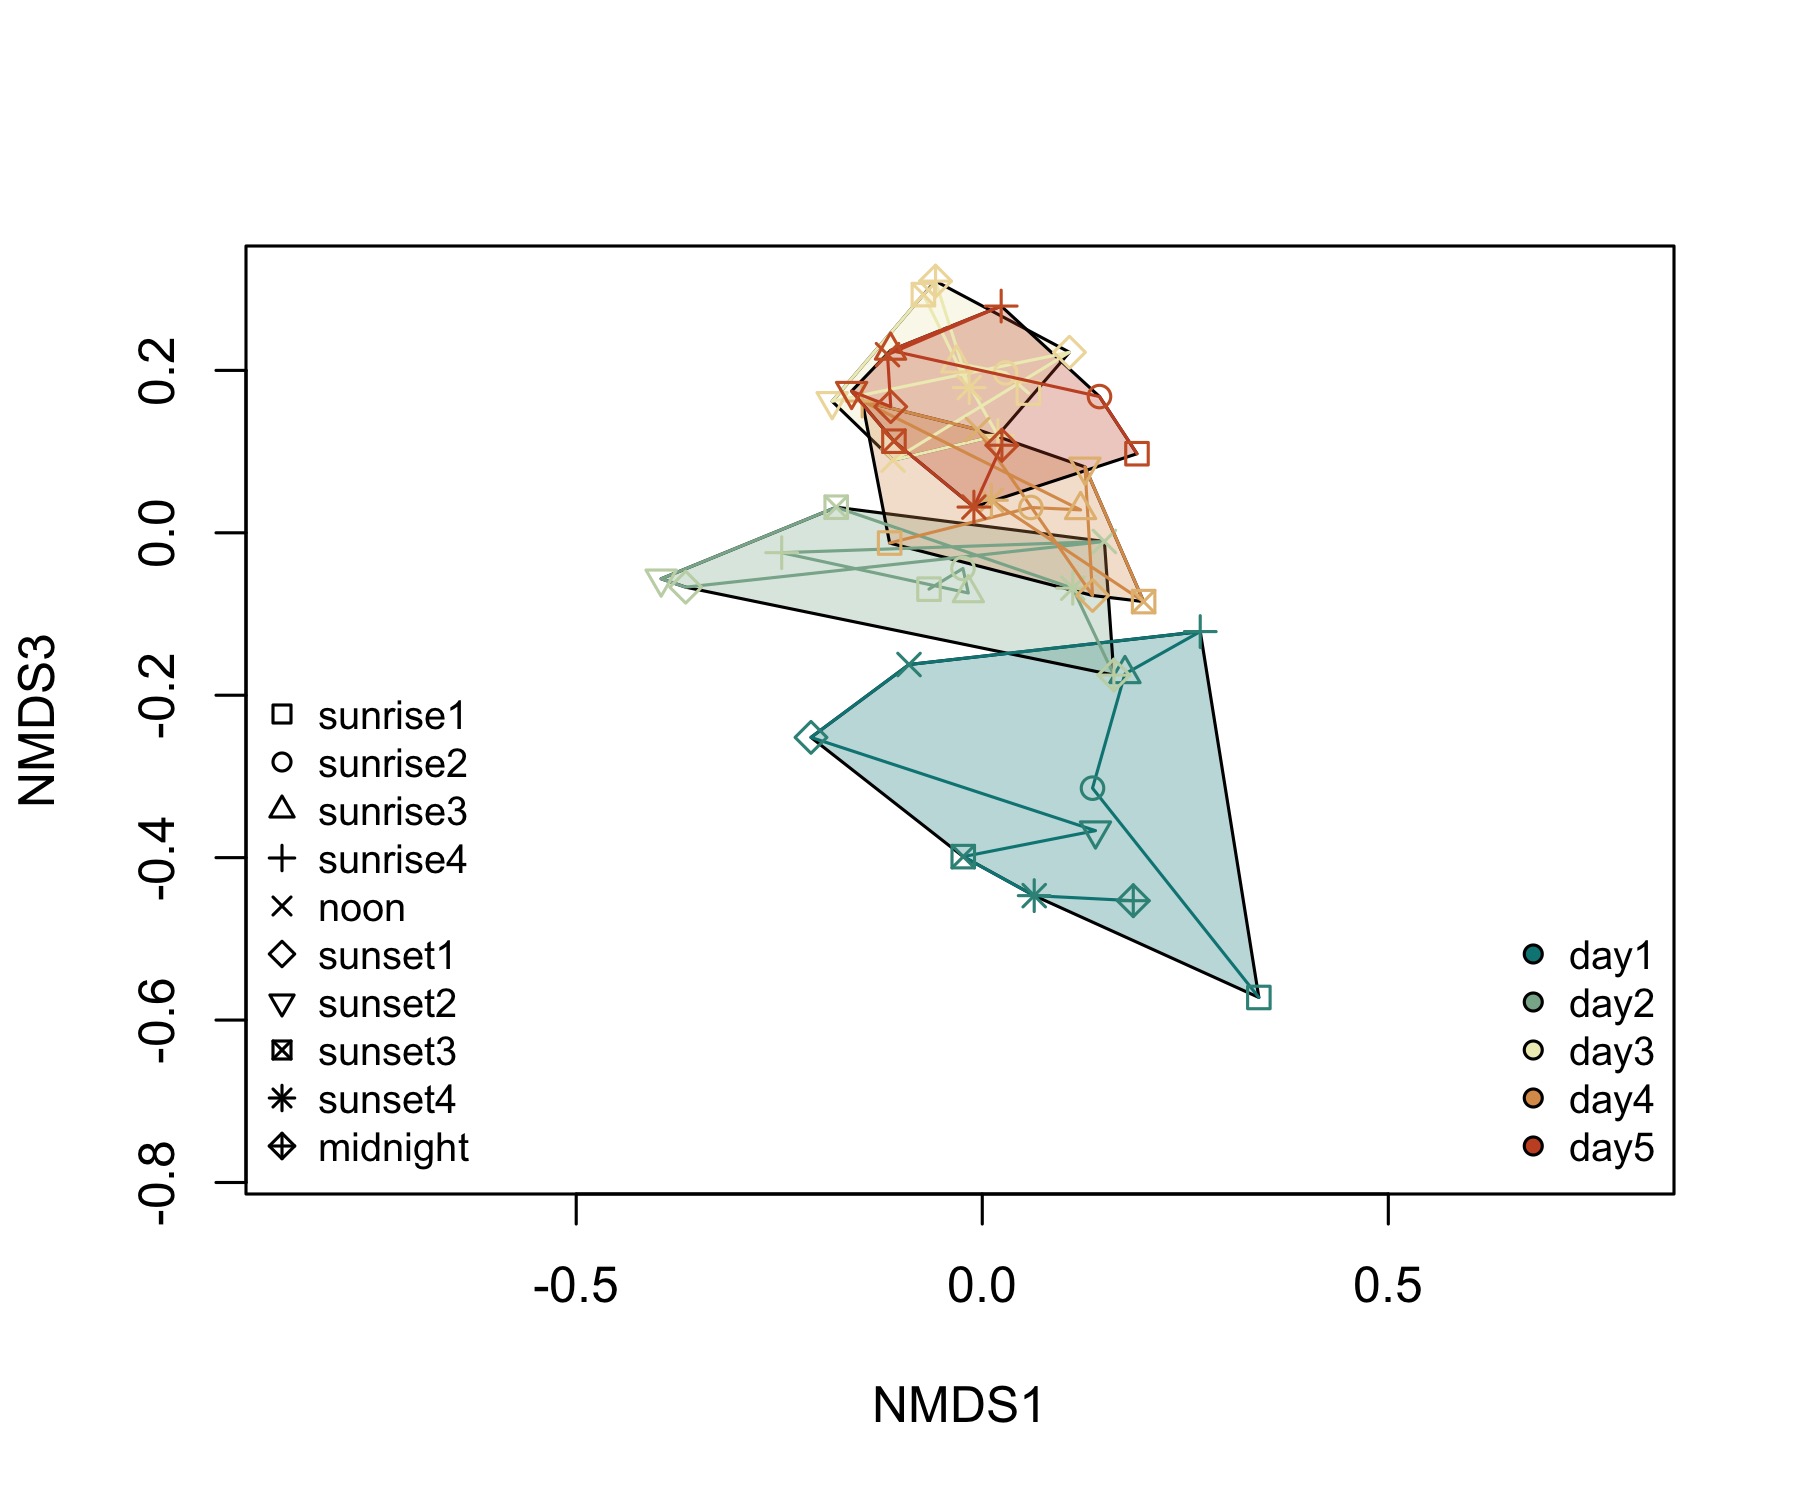 NMDS3
0.2
0.0
-0.2
-0.4
-0.6
-0.8
sunrise1
sunrise2
sunrise3
sunrise4
noon
sunset1
sunset2
sunset3
sunset4
midnight
day1
day2
day3
day4
day5
-0.5 0.0 0.5
NMDS1